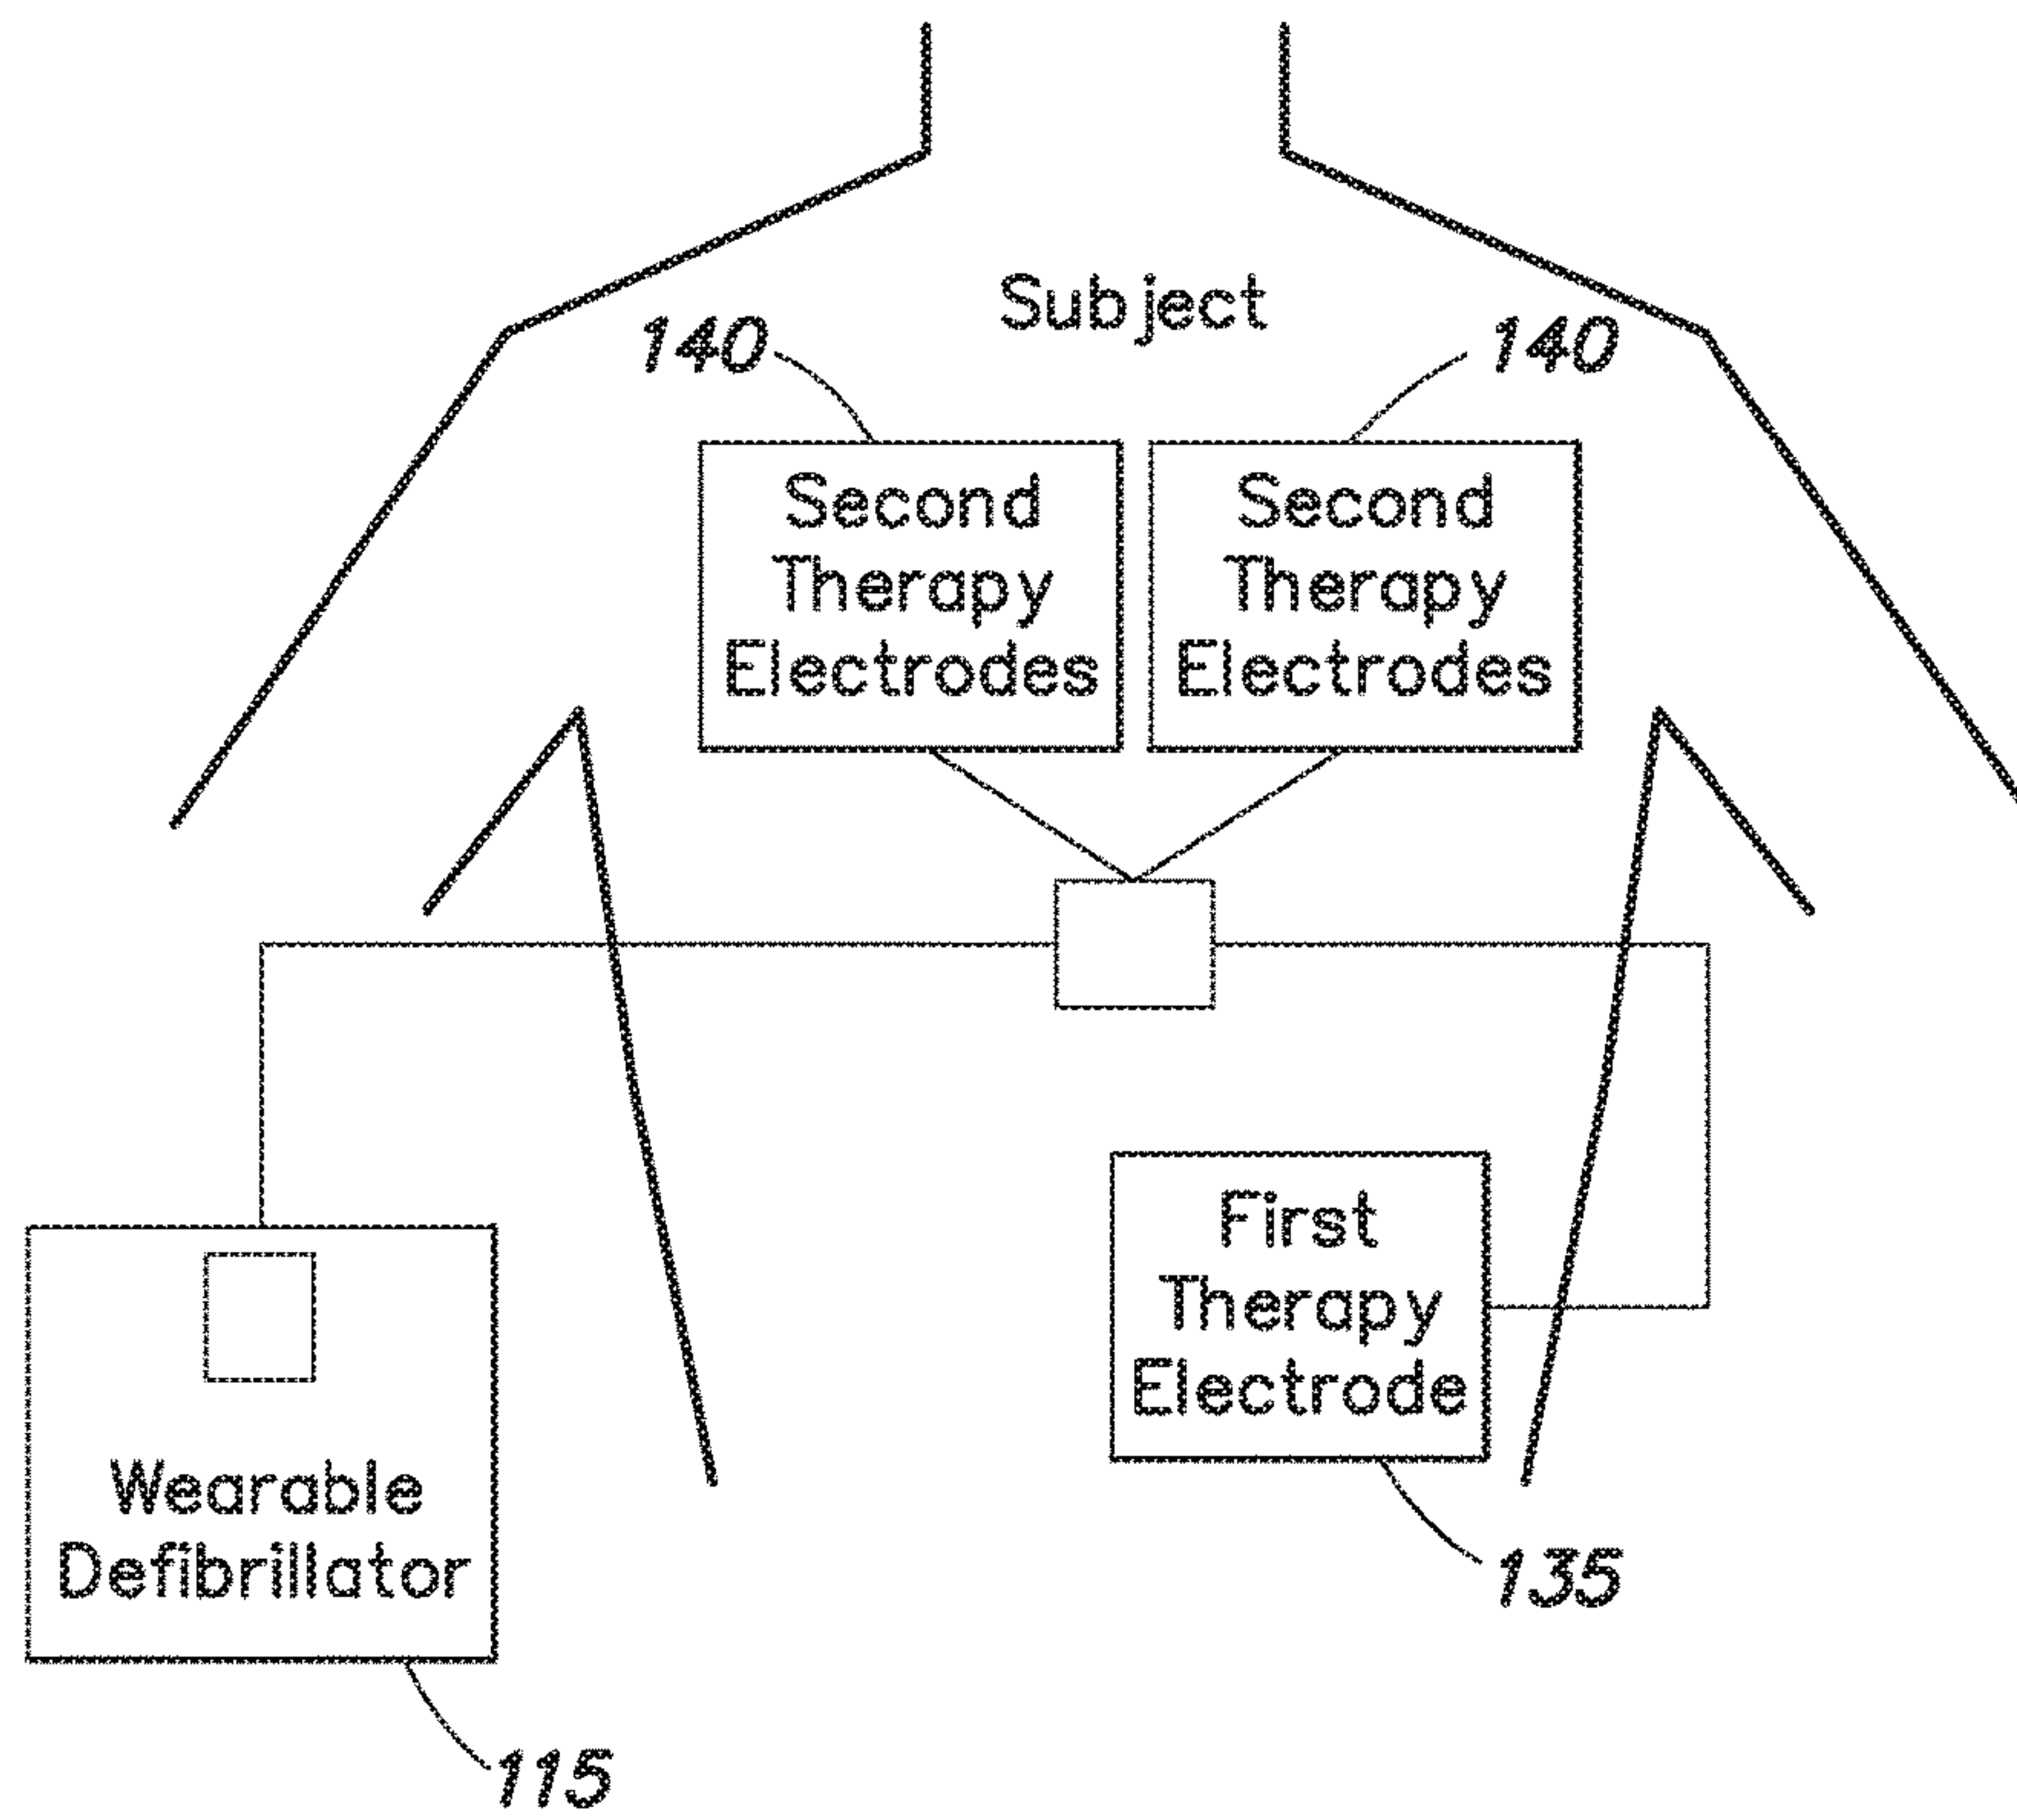 Subject
140
140
Second
Therapy
Electrodes
Second
Therapy
Electrodes
First
Therapy
Electrode
135
Wearable
Defibrillator
115